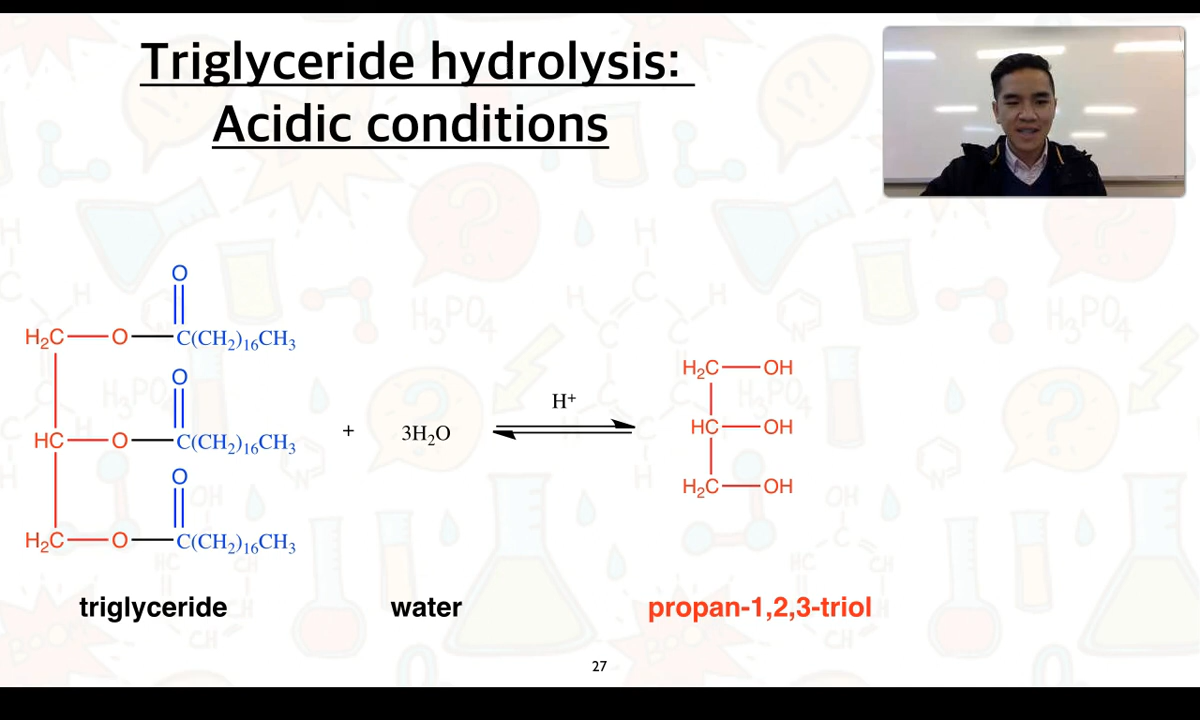 Triglyceride hydrolysis:
Acidic conditions
O
H₂C—O—C(CH₂)₁₆CH₃
O
HC—O—C(CH₂)₁₆CH₃
O
H₂C—O—C(CH₂)₁₆CH₃
+
3H₂O
H⁺
H₂C—OH
HC—OH
H₂C—OH
triglyceride
water
propan-1,2,3-triol
27